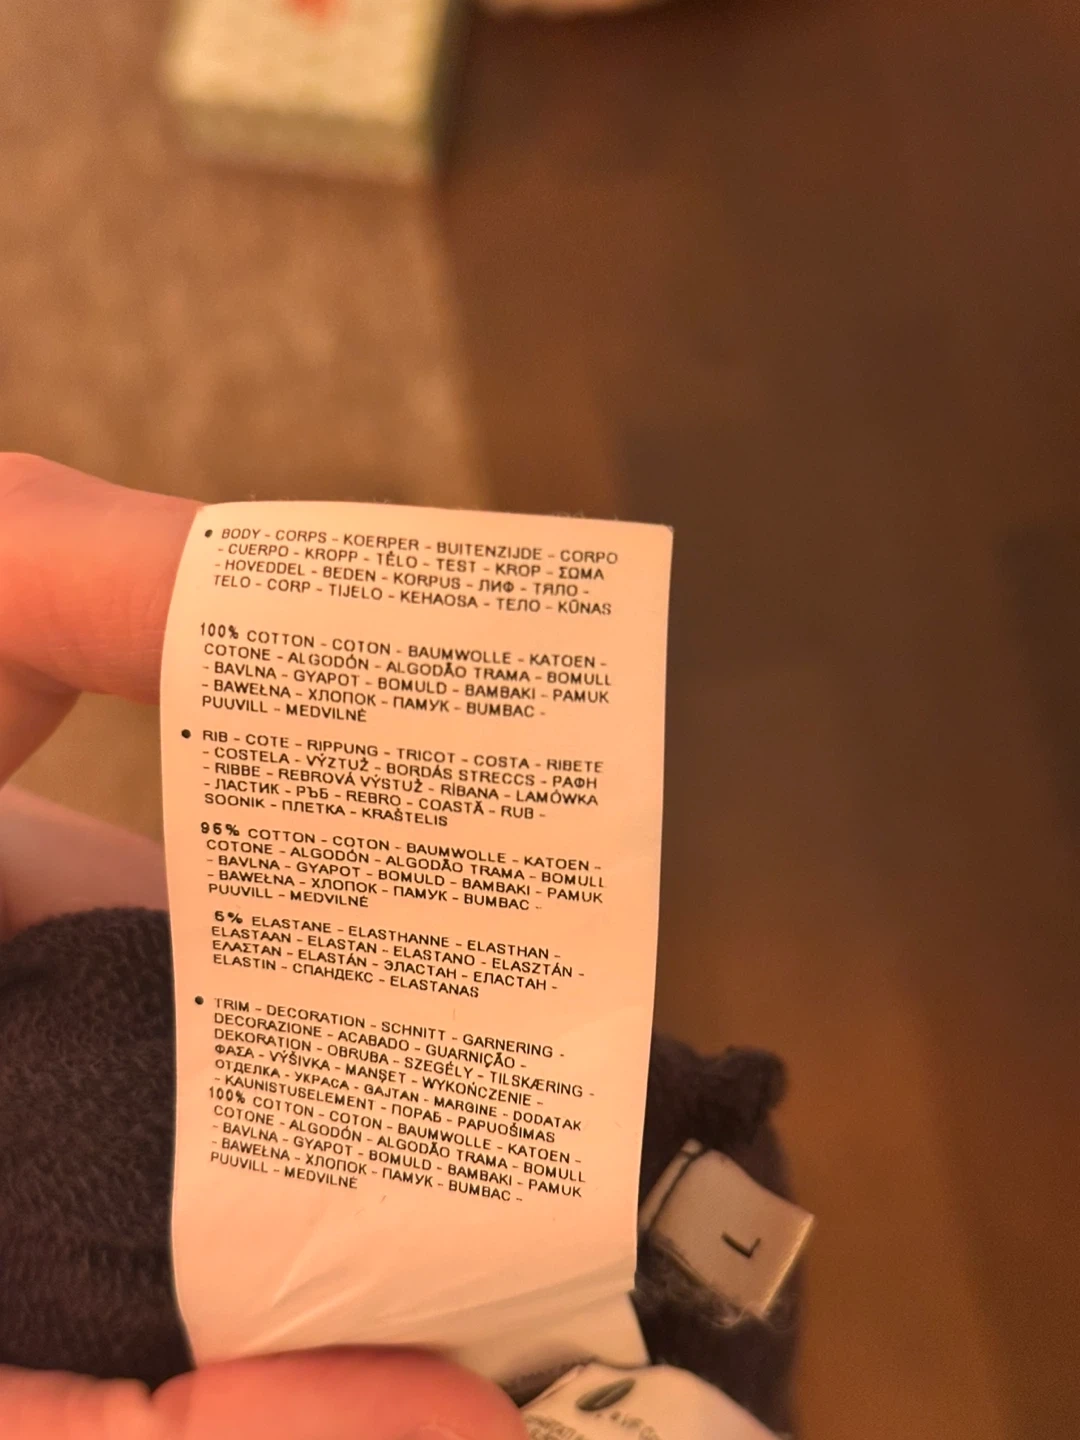 • BODY - CORPS - KOERPER - BUITENZIJDE - CORPO
- CUERPO - KROPP - TĚLO - TEST - KROP - ΣΩΜΑ
- HOVEDDEL - BEDEN - KORPUS - ЛИФ - ТЯЛО -
TELO - CORP - TIJELO - KEHAOSA - ТЕЛО - KŪNAS
100% COTTON - COTON - BAUMWOLLE - KATOEN -
COTONE - ALGODÓN - ALGODÃO TRAMA - BOMULL
- BAVLNA - GYAPOT - BOMULD - BAMBAKI - PAMUK
- BAWEŁNA - ХЛОПОК - ПАМУК - BUMBAC -
PUUVILL - MEDVILNĖ
• RIB - COTE - RIPPUNG - TRICOT - COSTA - RIBETE
- COSTELA - VÝZTUŽ - BORDÁS STRECCS - ΡΑΦΗ
- RIBBE - REBROVÁ VÝSTUŽ - RİBANA - LAMÓWKA
- ЛАСТИК - РЪБ - REBRO - COASTĂ - RUB -
SOONIK - ПЛЕТКА - KRAŠTELIS
95% COTTON - COTON - BAUMWOLLE - KATOEN -
COTONE - ALGODÓN - ALGODÃO TRAMA - BOMULL
- BAVLNA - GYAPOT - BOMULD - BAMBAKI - PAMUK
- BAWEŁNA - ХЛОПОК - ПАМУК - BUMBAC -
PUUVILL - MEDVILNĖ
5% ELASTANE - ELASTHANNE - ELASTHAN -
ELASTAAN - ELASTAN - ELASTANO - ELASZTÁN -
ΕΛΑΣΤΑΝ - ELASTÁN - ЭЛАСТАН - ЕЛАСТАН -
ELASTIN - СПАНДЕКС - ELASTANAS
• TRIM - DECORATION - SCHNITT - GARNERING -
DECORAZIONE - ACABADO - GUARNIÇÃO -
DEKORATION - OBRUBA - SZEGÉLY - TILSKÆRING -
ΦΑΣΑ - VÝŠIVKA - MANŞET - WYKOŃCZENIE -
ОТДЕЛКА - УКРАСА - GAJTAN - MARGINE - DODATAK
- KAUNISTUSELEMENT - ПОРАБ - PAPUOŠIMAS
100% COTTON - COTON - BAUMWOLLE - KATOEN -
COTONE - ALGODÓN - ALGODÃO TRAMA - BOMULL
- BAVLNA - GYAPOT - BOMULD - BAMBAKI - PAMUK
- BAWEŁNA - ХЛОПОК - ПАМУК - BUMBAC -
PUUVILL - MEDVILNĖ
L